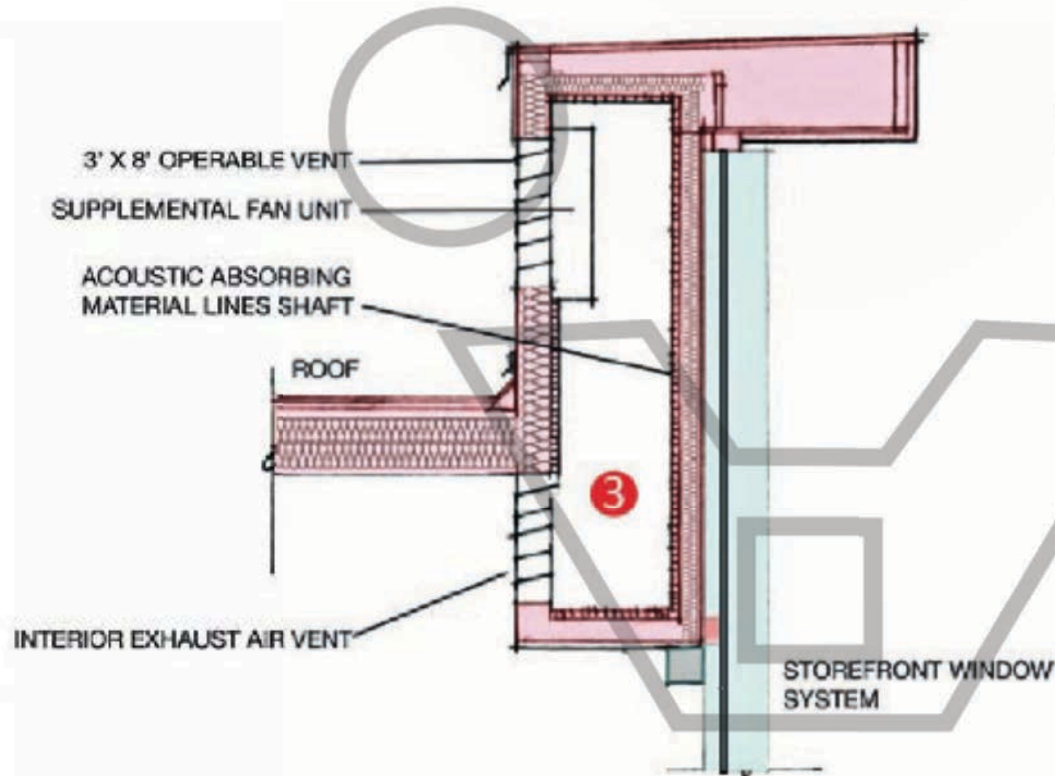 3' X 8' OPERABLE VENT
SUPPLEMENTAL FAN UNIT
ACOUSTIC ABSORBING
MATERIAL LINES SHAFT
ROOF
3
INTERIOR EXHAUST AIR VENT
STOREFRONT WINDOW
SYSTEM